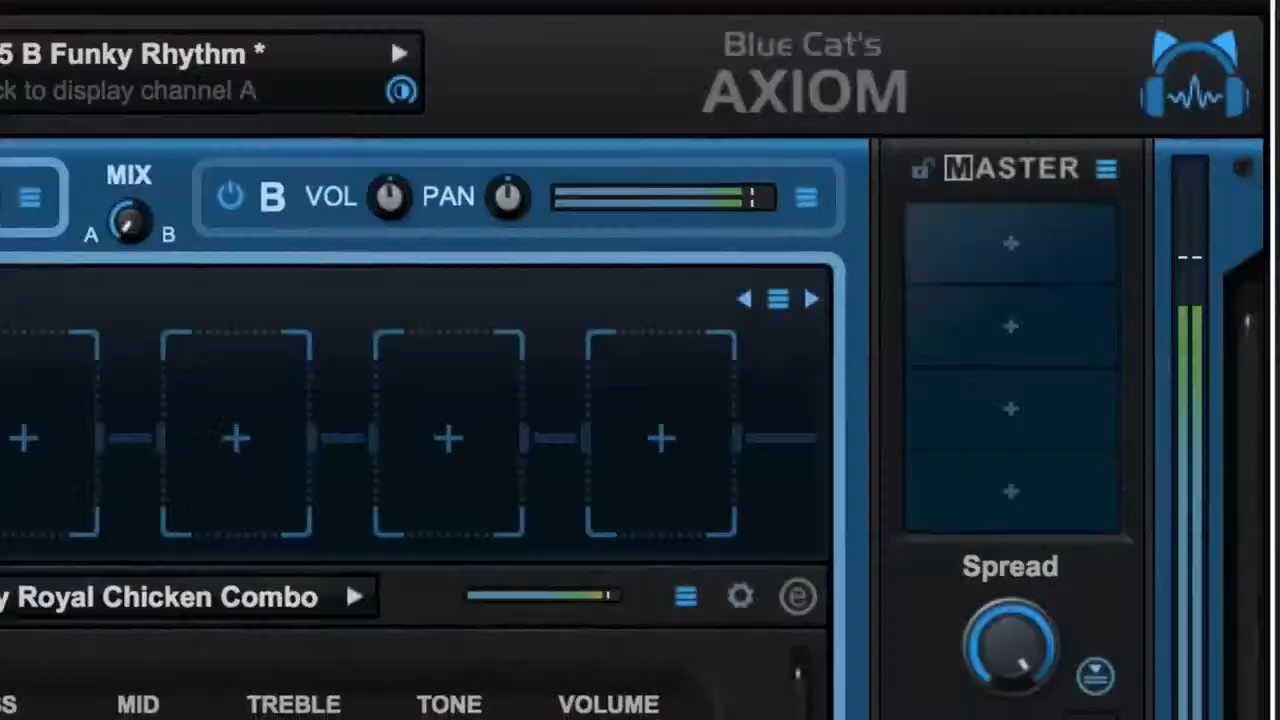 5 B Funky Rhythm *
ck to display channel A
Blue Cat's
AXIOM
MIX
A B
B VOL PAN
MASTER
y Royal Chicken Combo
e
Spread
SS MID TREBLE TONE VOLUME